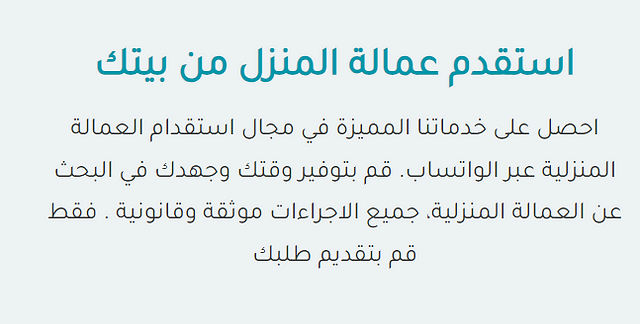 استقدم عمالة المنزل من بيتك
احصل على خدماتنا المميزة في مجال استقدام العمالة
المنزلية عبر الواتساب. قم بتوفير وقتك وجهدك في البحث
عن العمالة المنزلية، جميع الاجراءات موثقة وقانونية . فقط
قم بتقديم طلبك